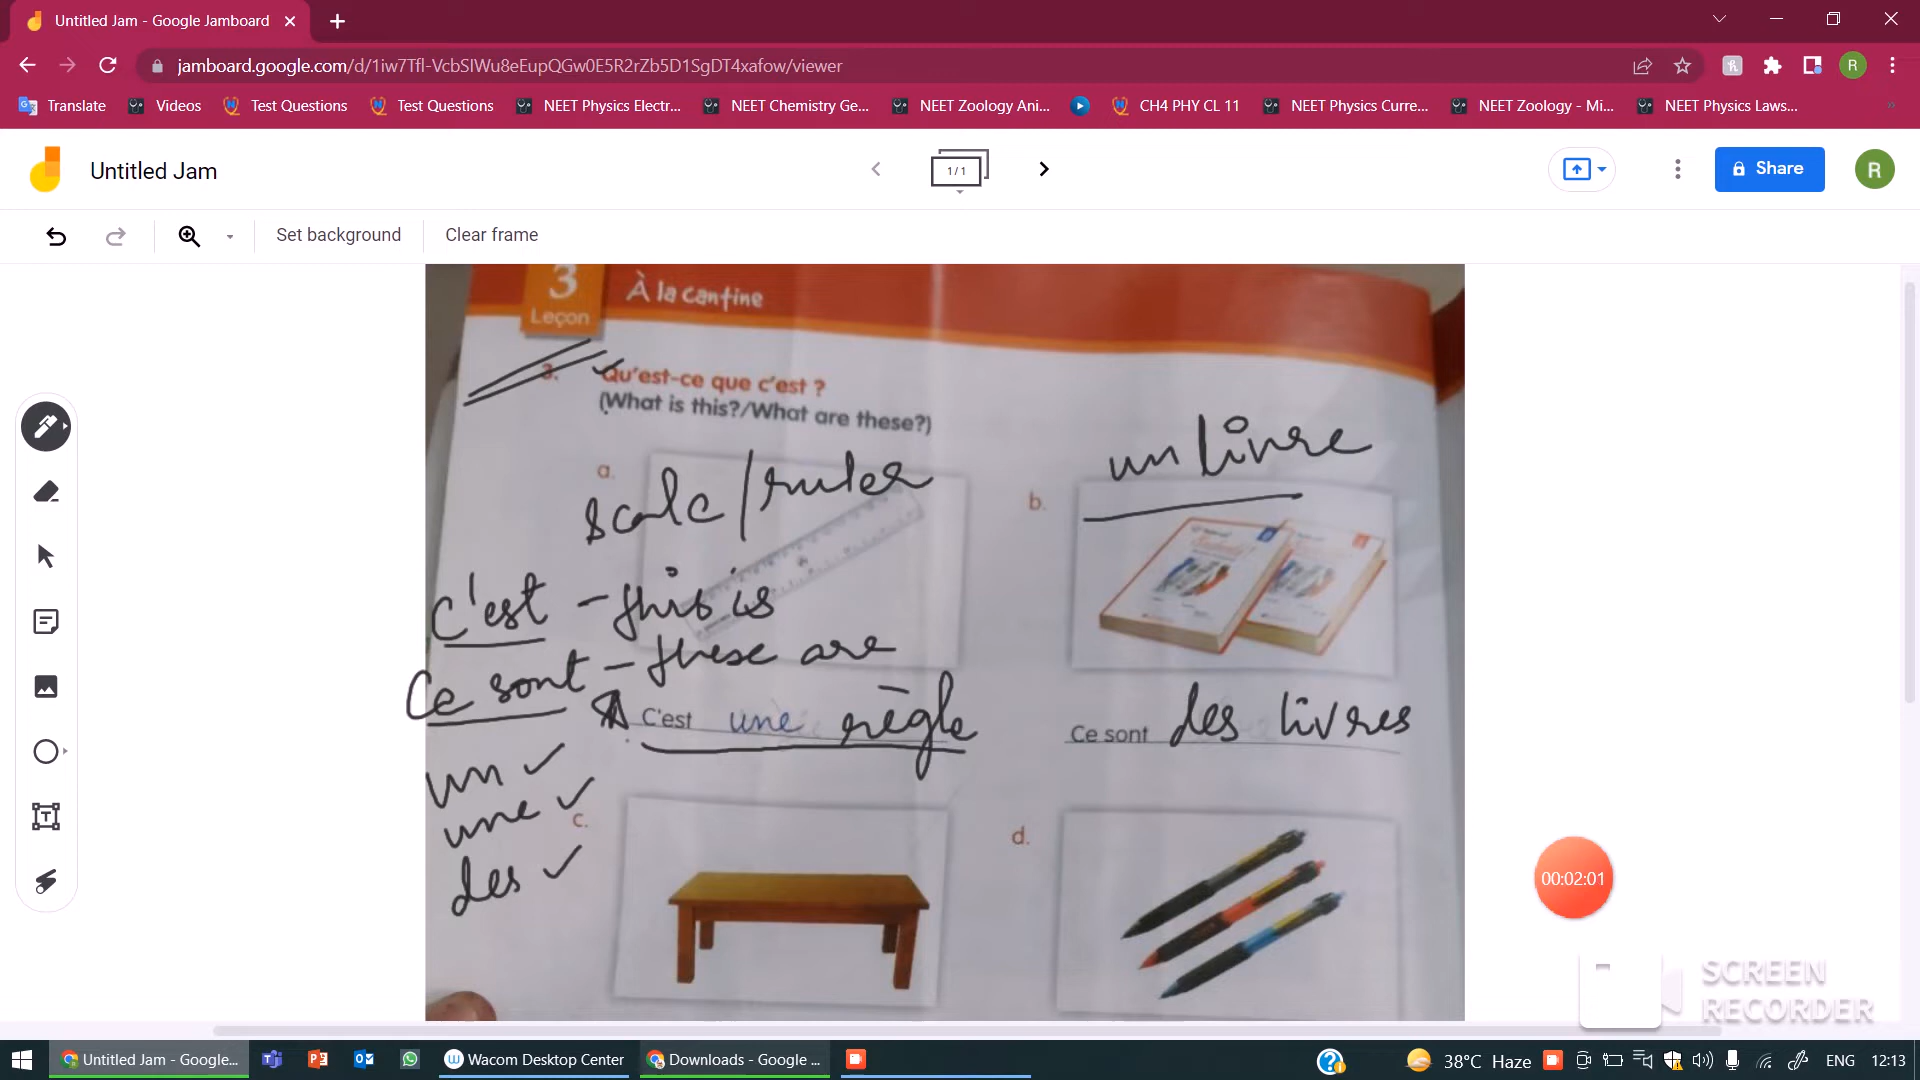 Untitled Jam - Google Jamboard
jamboard.google.com/d/1iw7Tfl-VcbSIWu8eEupQGw0E5R2rZb5D1SgDT4xafow/viewer
R
Translate
Videos
Test Questions
Test Questions
NEET Physics Electr...
NEET Chemistry Ge...
NEET Zoology Ani...
CH4 PHY CL 11
NEET Physics Curre...
NEET Zoology - Mi...
NEET Physics Laws...
Untitled Jam
1 / 1
Share
R
Set background
Clear frame
3
Leçon
À la cantine
3. Qu'est-ce que c'est ?
(What is this?/What are these?)
a.
scale/ruler
b.
un livre
c'est - this is
Ce sont - these are
C'est une règle
Ce sont des livres
un
une
des
c.
d.
00:02:01
SCREEN
RECORDER
Untitled Jam - Google...
Wacom Desktop Center
Downloads - Google ...
38°C Haze
ENG
12:13